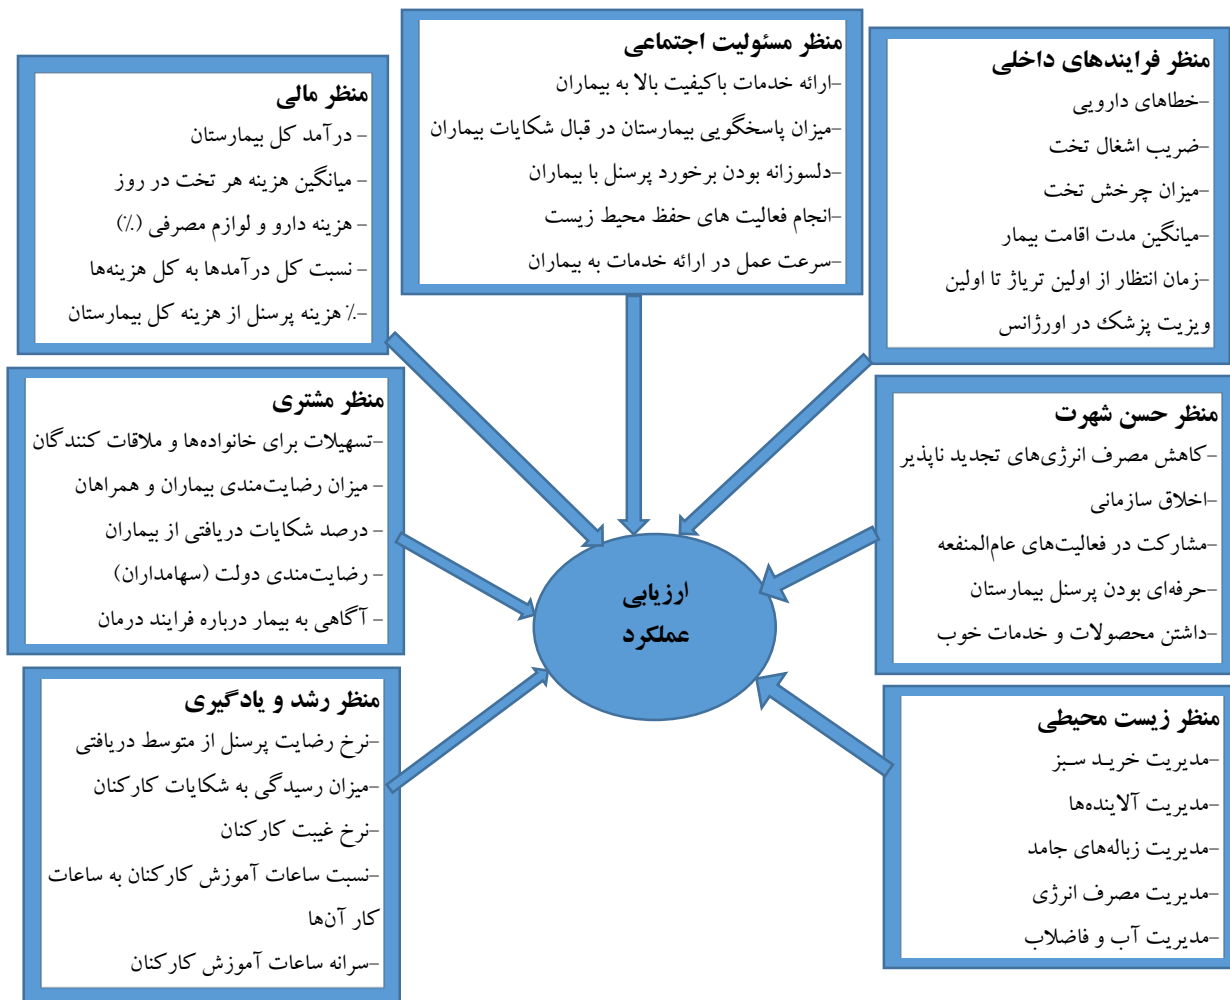 منظر فرایندهای داخلی
-خطاهای دارویی
-ضریب اشغال تخت
-میزان چرخش تخت
-میانگین مدت اقامت بیمار
-زمان انتظار از اولین تریاژ تا اولین
ویزیت پزشک در اورژانس
منظر مسئولیت اجتماعی
-ارائه خدمات باکیفیت بالا به بیماران
-میزان پاسخگویی بیمارستان در قبال شکایات بیماران
-دلسوزانه بودن برخورد پرسنل با بیماران
-انجام فعالیت های حفظ محیط زیست
-سرعت عمل در ارائه خدمات به بیماران
منظر مالی
- درآمد کل بیمارستان
- میانگین هزینه هر تخت در روز
- هزینه دارو و لوازم مصرفی (٪)
- نسبت کل درآمدها به کل هزینه‌ها
-٪ هزینه پرسنل از هزینه کل بیمارستان
منظر حسن شهرت
-کاهش مصرف انرژی‌های تجدید ناپذیر
-اخلاق سازمانی
-مشارکت در فعالیت‌های عام‌المنفعه
-حرفه‌ای بودن پرسنل بیمارستان
-داشتن محصولات و خدمات خوب
منظر مشتری
-تسهیلات برای خانواده‌ها و ملاقات کنندگان
- میزان رضایت‌مندی بیماران و همراهان
- درصد شکایات دریافتی از بیماران
- رضایت‌مندی دولت (سهامداران)
- آگاهی به بیمار درباره فرایند درمان
ارزیابی
عملکرد
منظر زیست محیطی
-مدیریت خریـد سـبز
-مدیریت آلاینده‌ها
-مدیریت زباله‌های جامد
-مدیریت مصرف انرژی
-مدیریت آب و فاضلاب
منظر رشد و یادگیری
-نرخ رضایت پرسنل از متوسط دریافتی
-میزان رسیدگی به شکایات کارکنان
-نرخ غیبت کارکنان
-نسبت ساعات آموزش کارکنان به ساعات
کار آن‌ها
-سرانه ساعات آموزش کارکنان